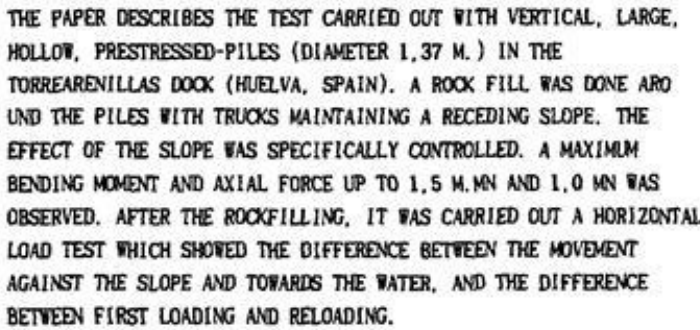 THE PAPER DESCRIBES THE TEST CARRIED OUT WITH VERTICAL, LARGE,
HOLLOW, PRESTRESSED-PILES (DIAMETER 1,37 M.) IN THE
TORREARENILLAS DOCK (HUELVA, SPAIN). A ROCK FILL WAS DONE ARO
UND THE PILES WITH TRUCKS MAINTAINING A RECEDING SLOPE. THE
EFFECT OF THE SLOPE WAS SPECIFICALLY CONTROLLED. A MAXIMUM
BENDING MOMENT AND AXIAL FORCE UP TO 1,5 M.MN AND 1,0 MN WAS
OBSERVED. AFTER THE ROCKFILLING, IT WAS CARRIED OUT A HORIZONTAL
LOAD TEST WHICH SHOWED THE DIFFERENCE BETWEEN THE MOVEMENT
AGAINST THE SLOPE AND TOWARDS THE WATER, AND THE DIFFERENCE
BETWEEN FIRST LOADING AND RELOADING.